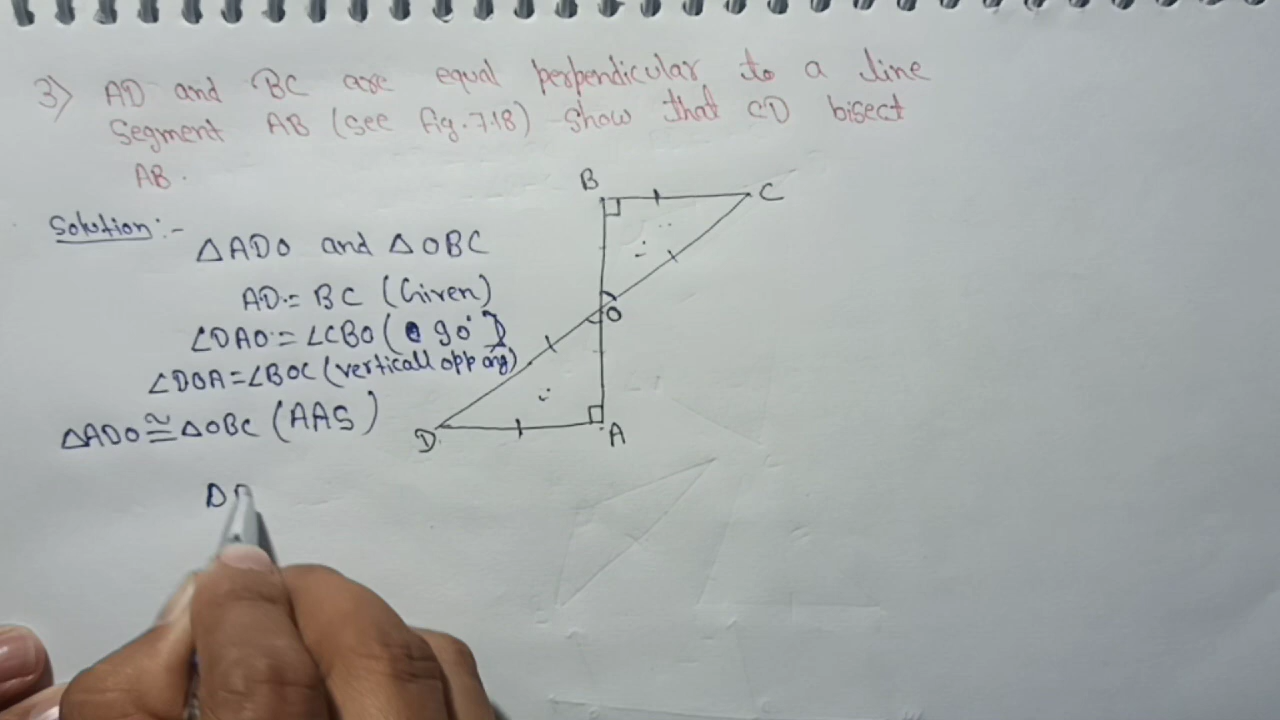 3) AD and BC are equal perpendicular to a line
Segment AB (see fig. 7.18) show that CD bisect
AB.
Solution:-
△ADO and △OBC
AD = BC (Given)
∠DAO = ∠CBO ( 90°)
∠DOA = ∠BOC (verticall opp ang)
△ADO ≅ △OBC (AAS)
B
C
O
D
A